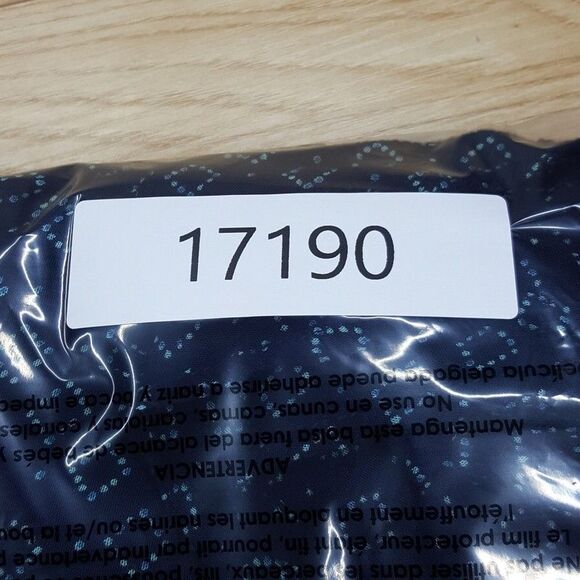 17190
Ne pas utiliser dans les berceaux, lits,
Le film protecteur, étant fin, pourrait par inadvertance
l'étouffement en bloquant les narines ou/et la
ADVERTENCIA
Mantenga esta bolsa fuera del alcance de bebés y
No use en cunas, camas, carriolas y corrales
película delgada puede adherirse a nariz y boca e